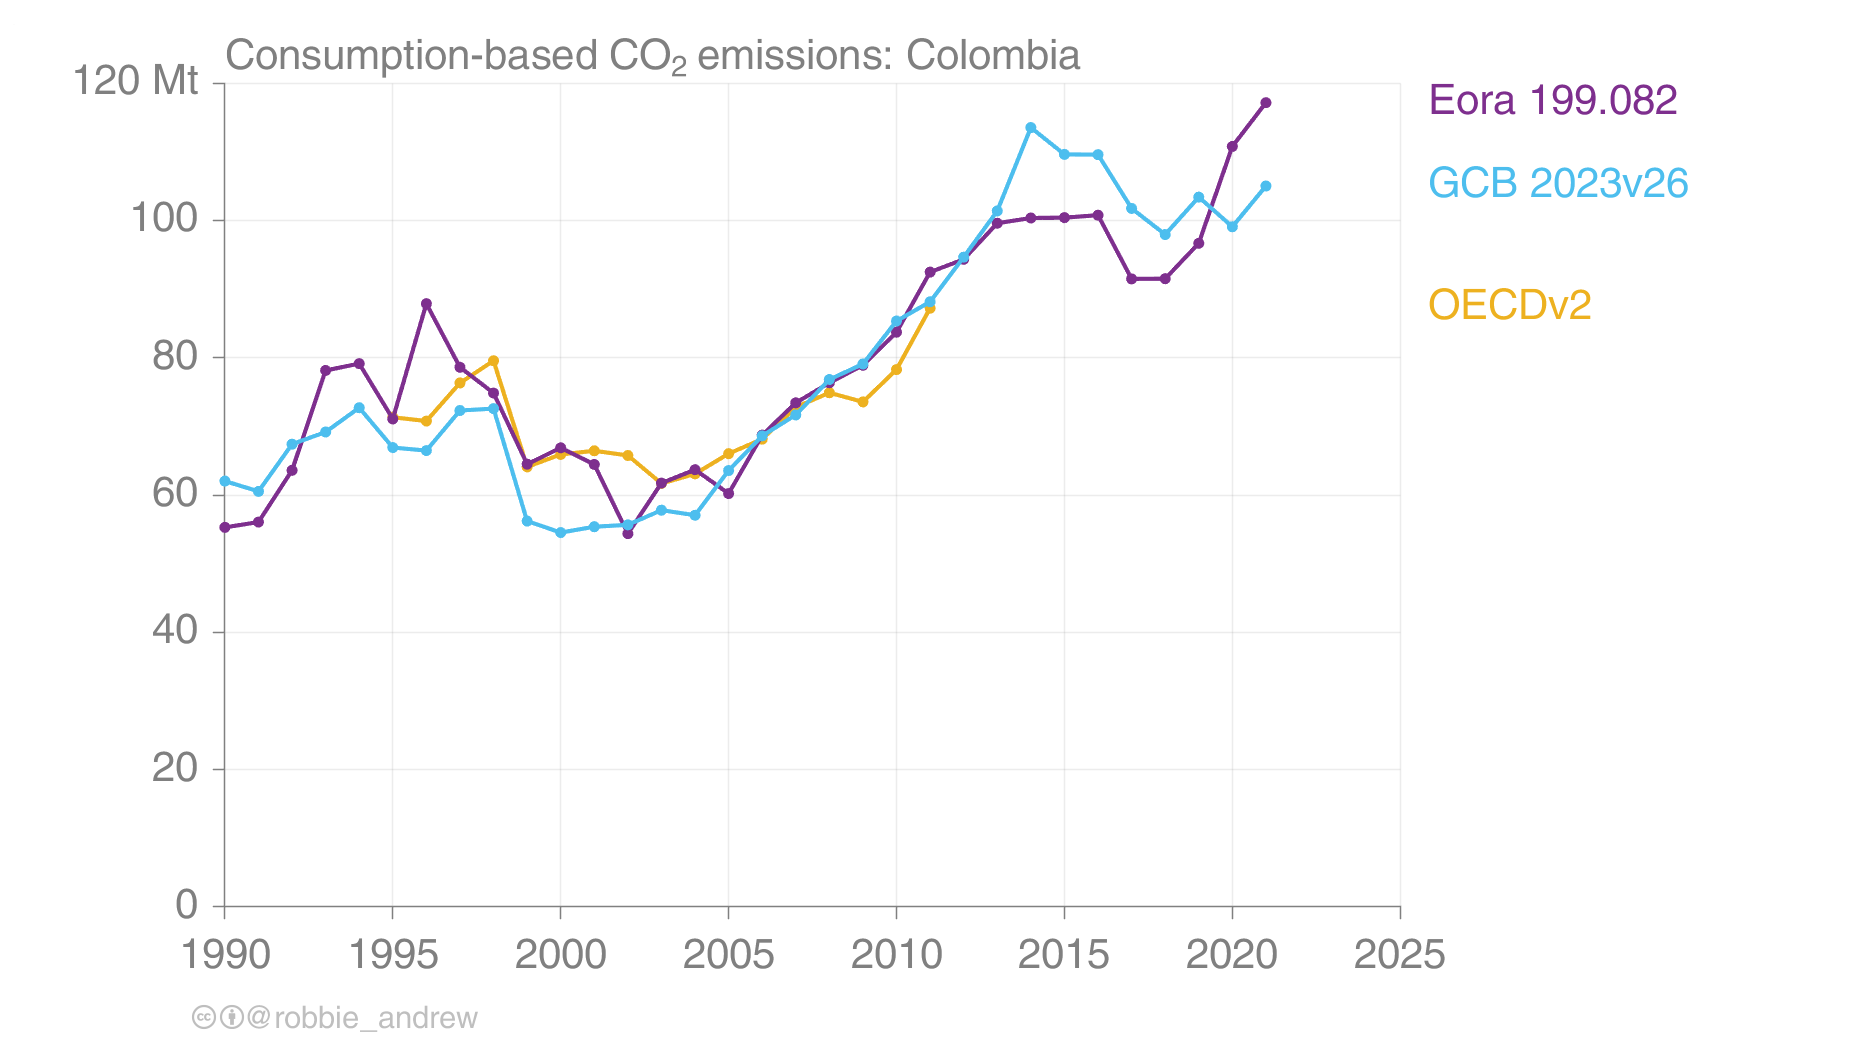 Consumption-based CO₂ emissions: Colombia
120 Mt
100
80
60
40
20
0
1990 1995 2000 2005 2010 2015 2020 2025
Eora 199.082
GCB 2023v26
OECDv2
@robbie_andrew